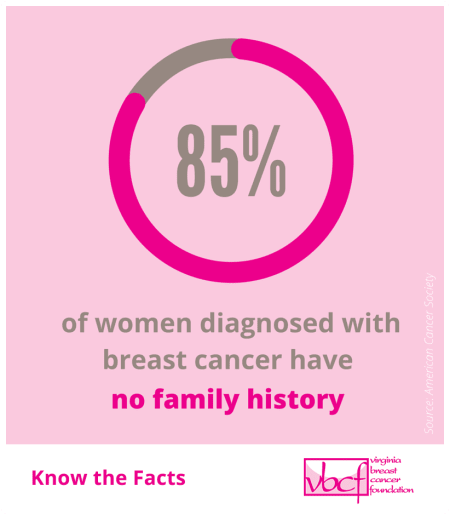 85%
of women diagnosed with
breast cancer have
no family history
Source: American Cancer Society
Know the Facts
vbcf
virginia
breast
cancer
foundation